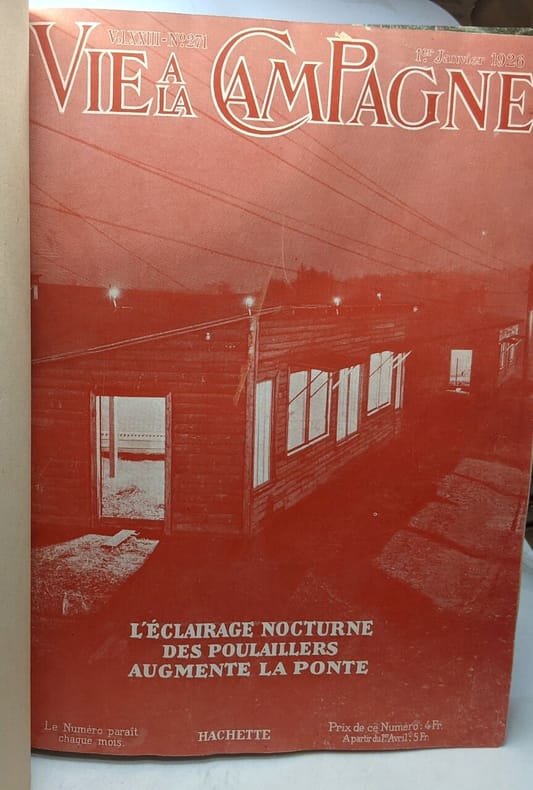 Vol.XXIII - No.271
1er Janvier 1926
VIE A LA CAMPAGNE
L'ÉCLAIRAGE NOCTURNE
DES POULAILLERS
AUGMENTE LA PONTE
Le Numéro paraît
chaque mois.
HACHETTE
Prix de ce Numéro: 4 Fr.
A partir du 1er Avril: 5 Fr.